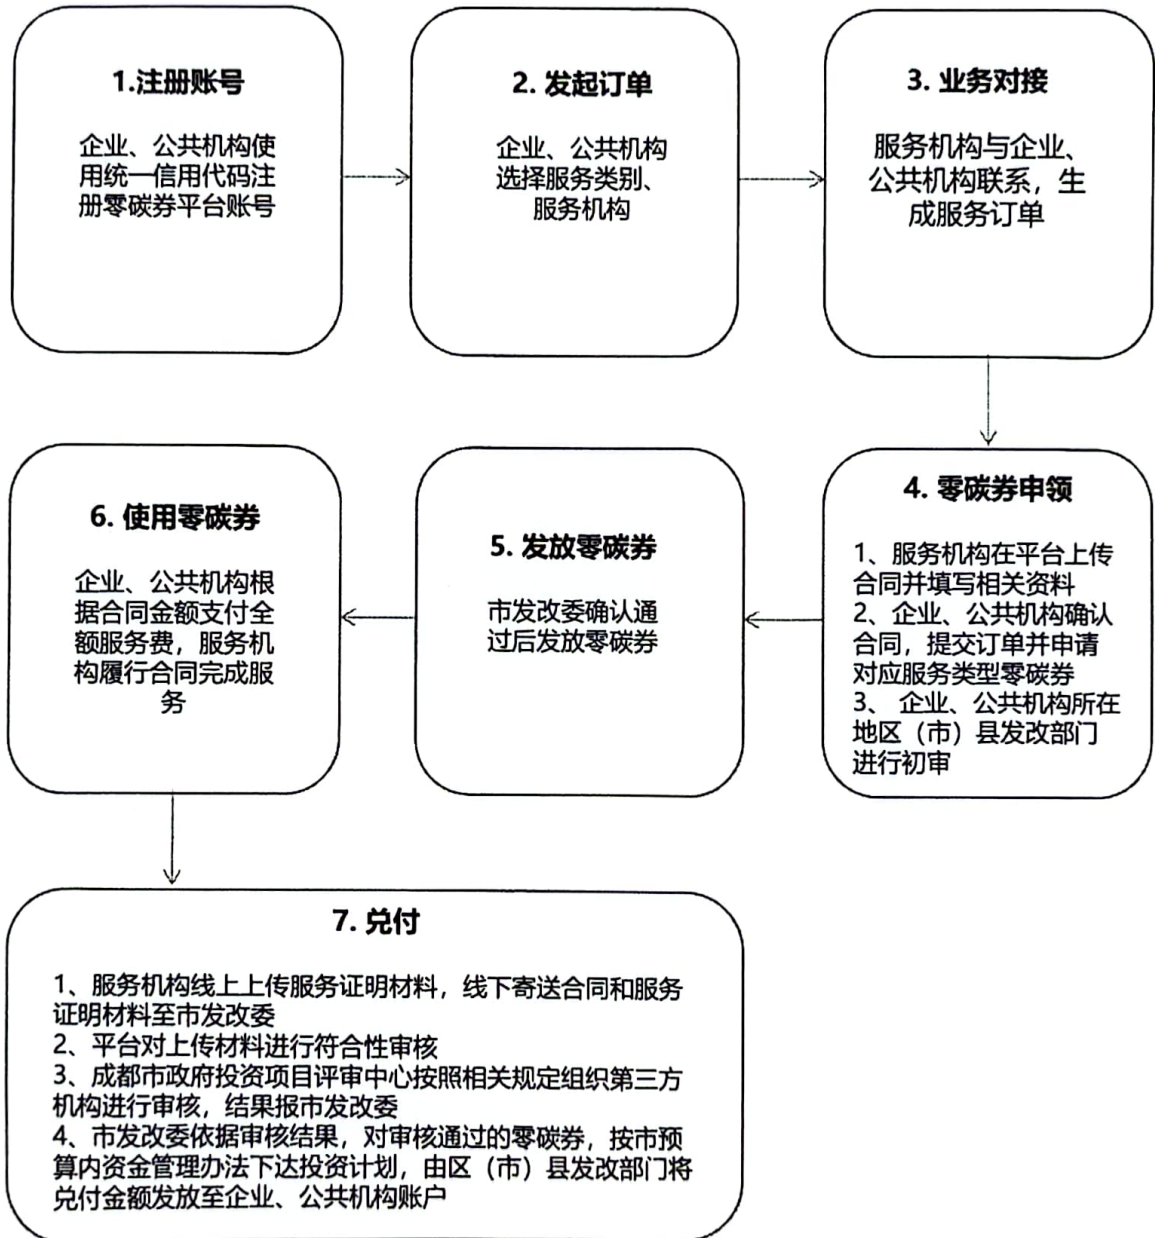 1.注册账号
企业、公共机构使
用统一信用代码注
册零碳券平台账号
2. 发起订单
企业、公共机构
选择服务类别、
服务机构
3. 业务对接
服务机构与企业、
公共机构联系，生
成服务订单
4. 零碳券申领
1、服务机构在平台上传
合同并填写相关资料
2、企业、公共机构确认
合同，提交订单并申请
对应服务类型零碳券
3、 企业、公共机构所在
地区（市）县发改部门
进行初审
5. 发放零碳券
市发改委确认通
过后发放零碳券
6. 使用零碳券
企业、公共机构根
据合同金额支付全
额服务费，服务机
构履行合同完成服
务
7. 兑付
1、服务机构线上上传服务证明材料，线下寄送合同和服务
证明材料至市发改委
2、平台对上传材料进行符合性审核
3、成都市政府投资项目评审中心按照相关规定组织第三方
机构进行审核，结果报市发改委
4、市发改委依据审核结果，对审核通过的零碳券，按市预
算内资金管理办法下达投资计划，由区（市）县发改部门将
兑付金额发放至企业、公共机构账户